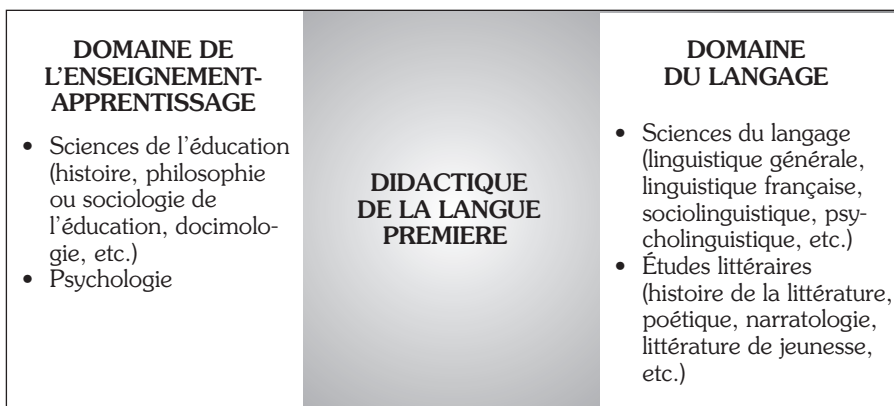 DOMAINE DE
L’ENSEIGNEMENT-
APPRENTISSAGE
• Sciences de l’éducation
(histoire, philosophie
ou sociologie de
l’éducation, docimolo-
gie, etc.)
• Psychologie
DIDACTIQUE
DE LA LANGUE
PREMIERE
DOMAINE
DU LANGAGE
• Sciences du langage
(linguistique générale,
linguistique française,
sociolinguistique, psy-
cholinguistique, etc.)
• Études littéraires
(histoire de la littérature,
poétique, narratologie,
littérature de jeunesse,
etc.)